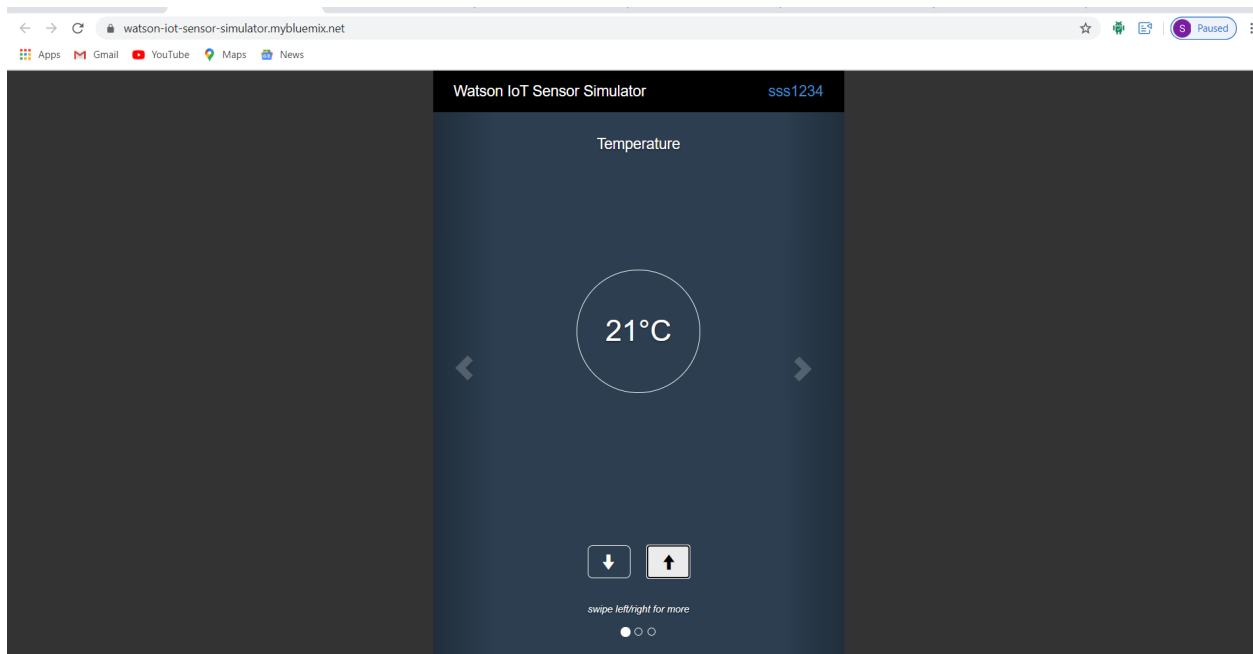 watson-iot-sensor-simulator.mybluemix.net
S Paused
Apps Gmail YouTube Maps News
Watson IoT Sensor Simulator sss1234
Temperature
21°C
swipe left/right for more